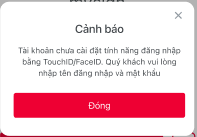 Cảnh báo
Tài khoản chưa cài đặt tính năng đăng nhập
bằng TouchID/FaceID. Quý khách vui lòng
nhập tên đăng nhập và mật khẩu
Đóng